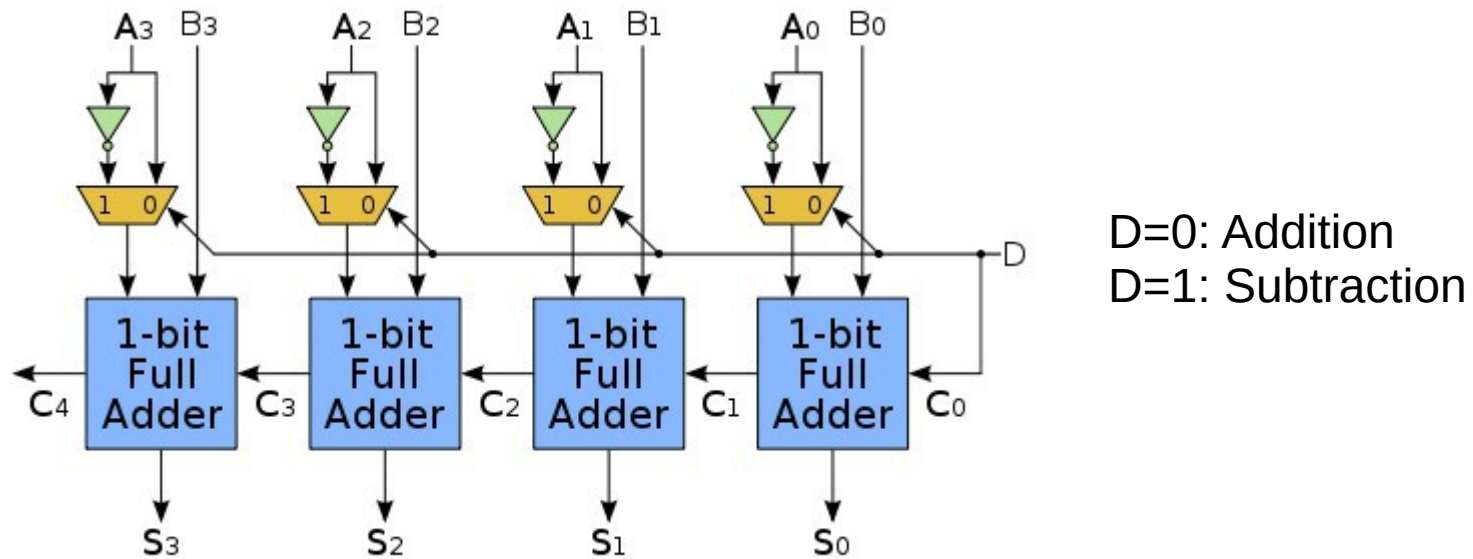 A3 B3 A2 B2 A1 B1 A0 B0
1 0 1 0 1 0 1 0
D
D=0: Addition
D=1: Subtraction
1-bit Full Adder
1-bit Full Adder
1-bit Full Adder
1-bit Full Adder
C4 C3 C2 C1 C0
S3 S2 S1 S0